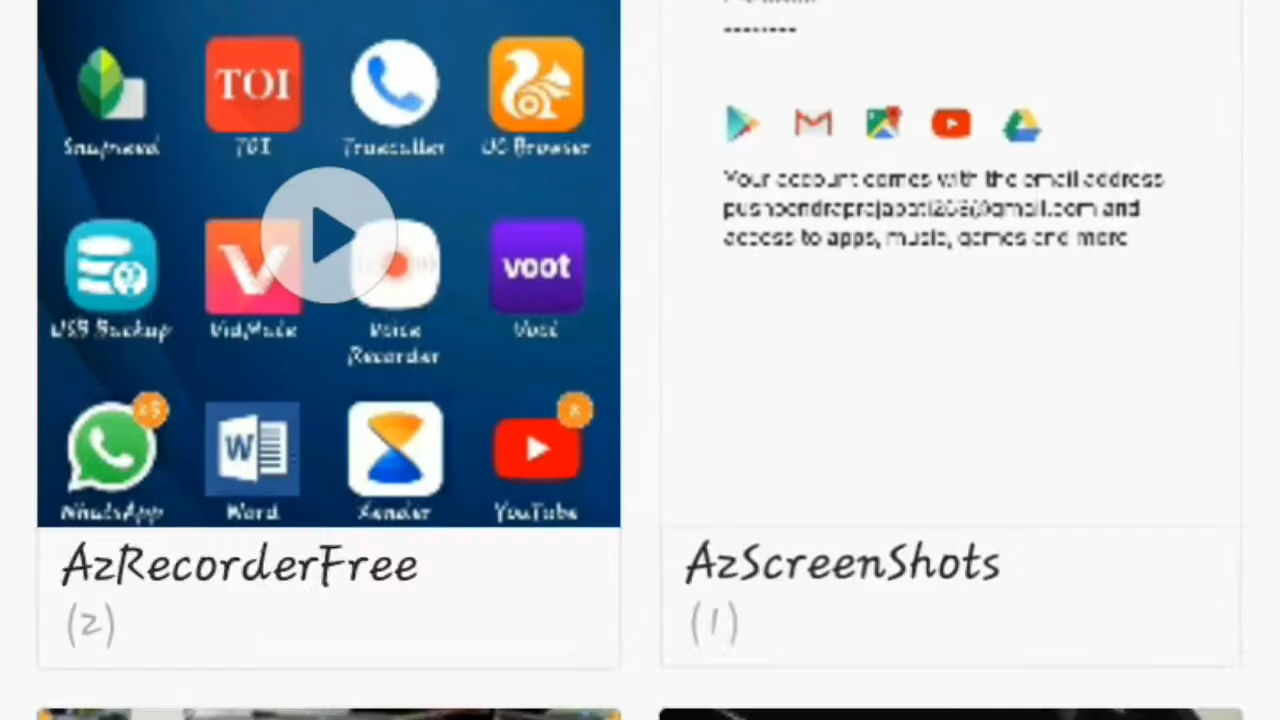 --------
TOI
Snapseed
TOI
Truecaller
UC Browser
voot
USB Backup
VidMate
Voice
Recorder
Voot
W
WhatsApp
Word
Xender
YouTube
Your account comes with the email address
and
access to apps, music, games and more
AzRecorderFree
(2)
AzScreenShots
(1)